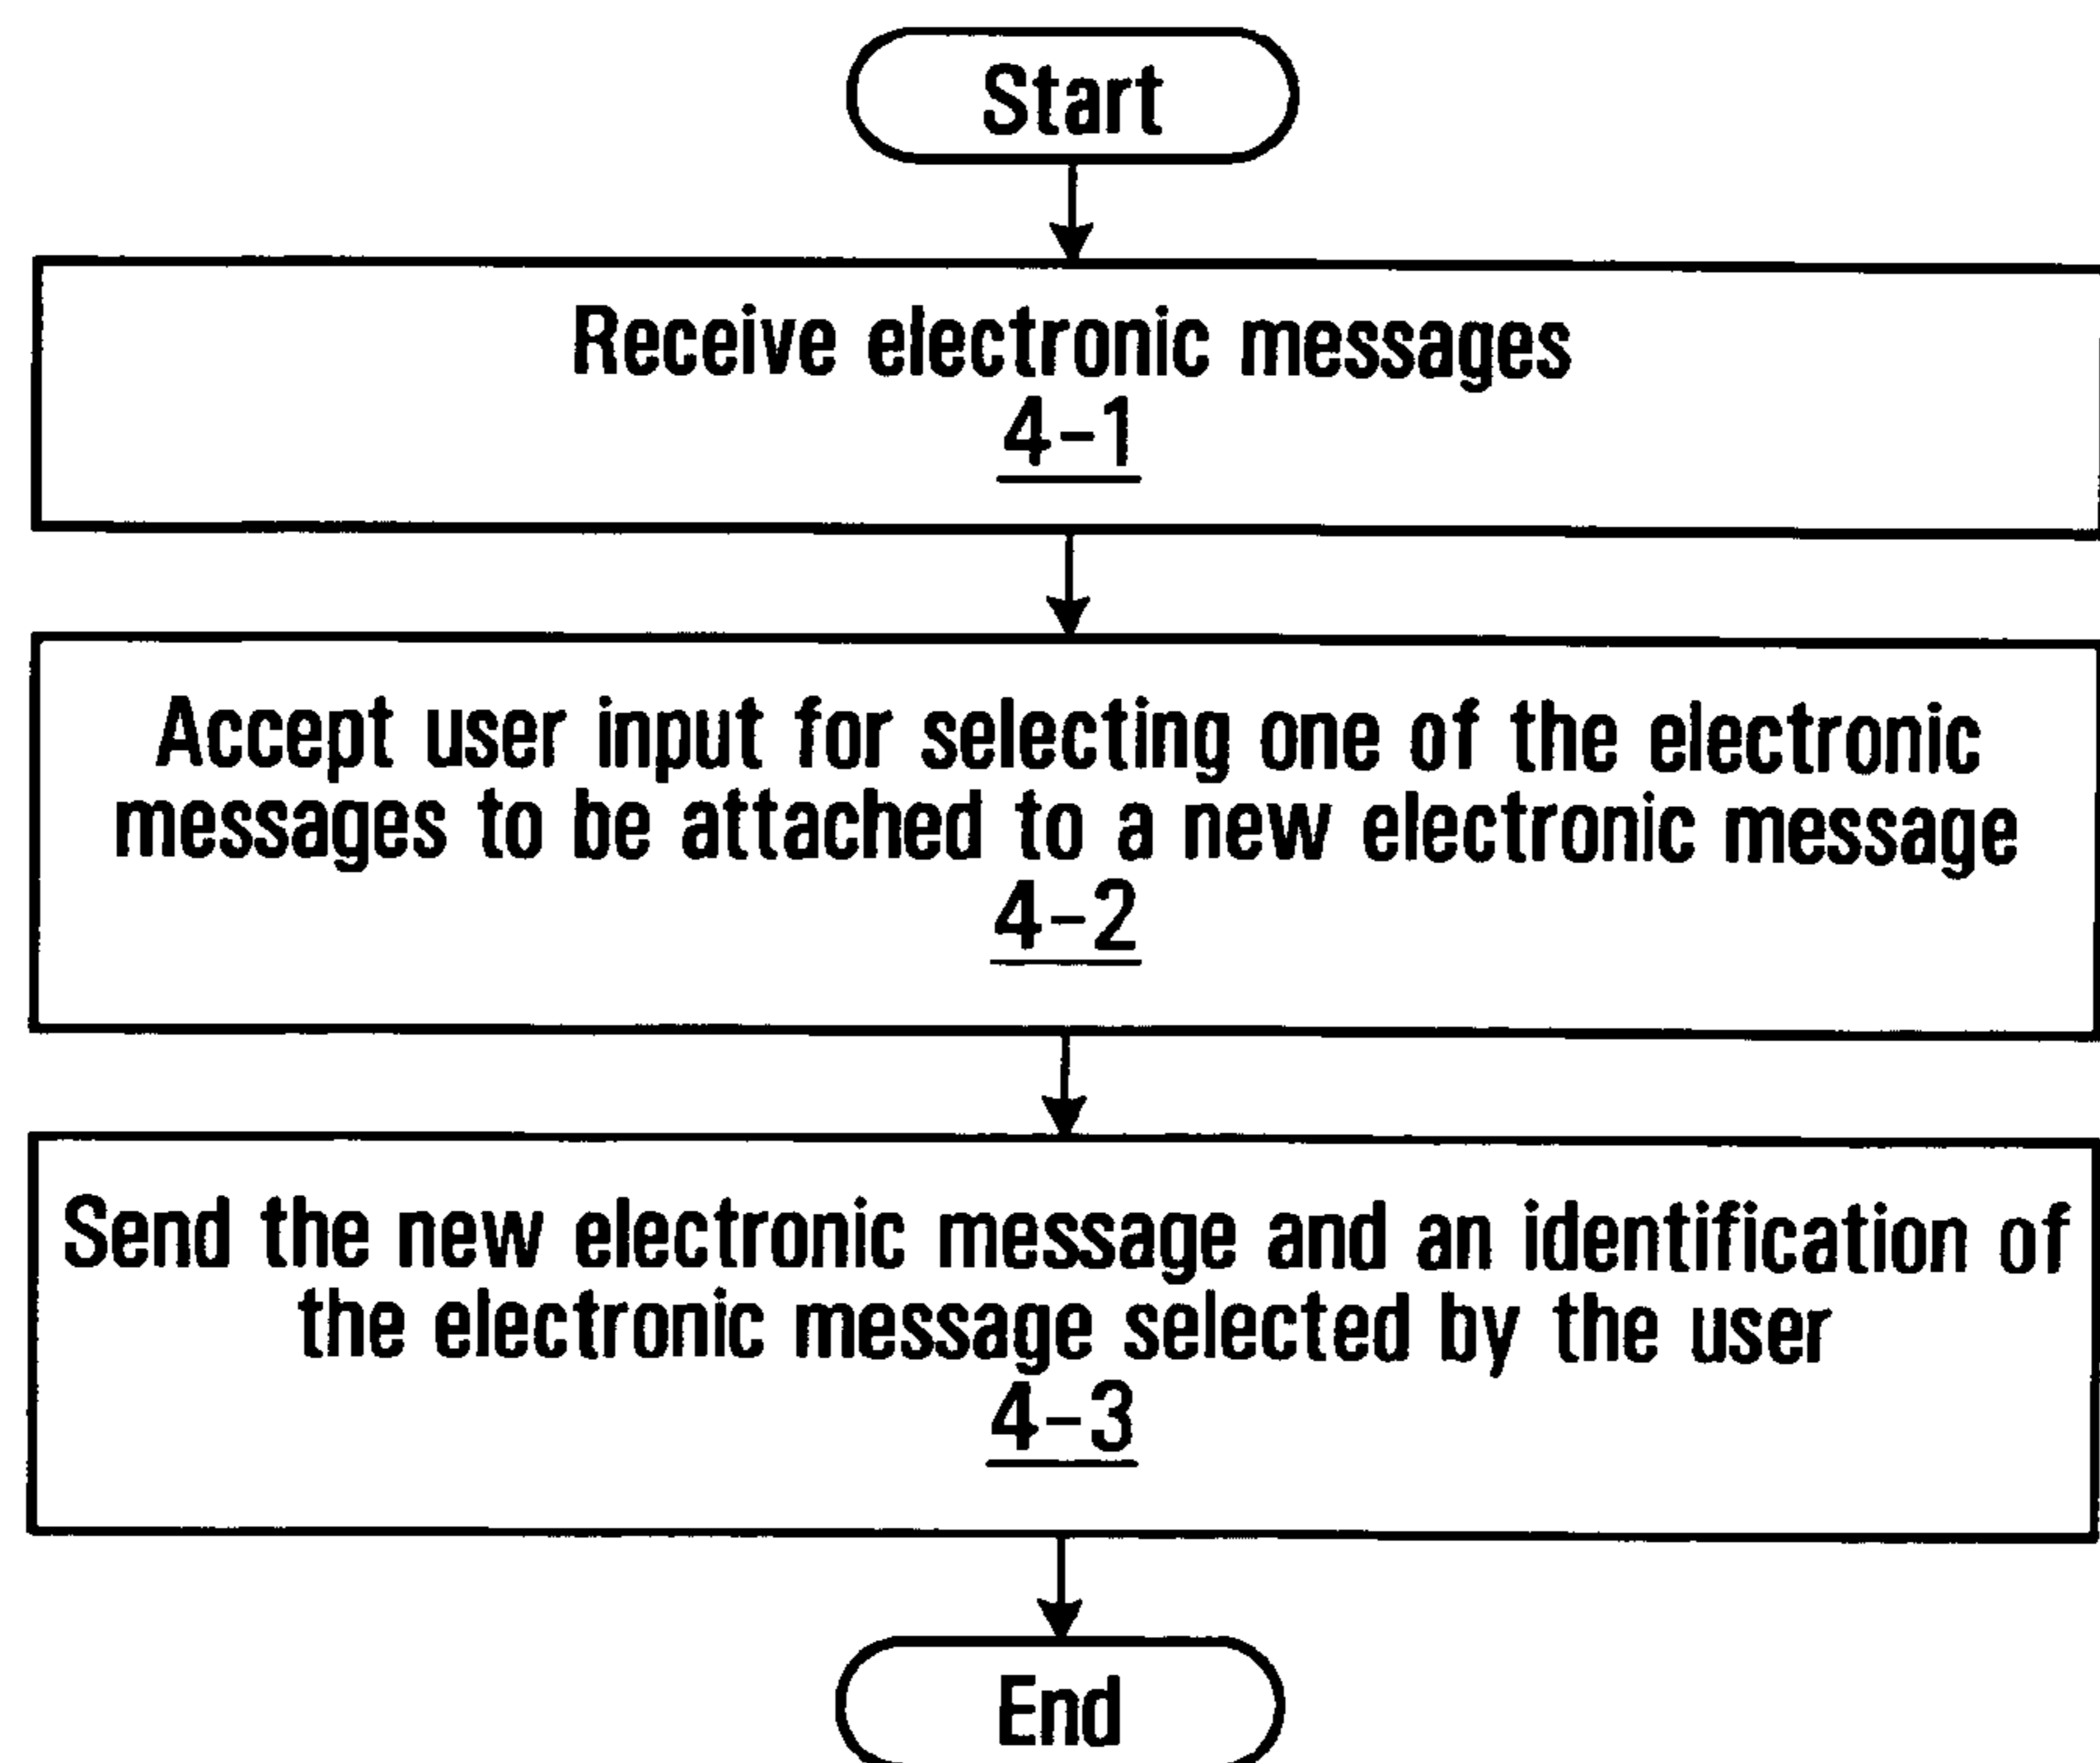 Start
Receive electronic messages
4-1
Accept user input for selecting one of the electronic
messages to be attached to a new electronic message
4-2
Send the new electronic message and an identification of
the electronic message selected by the user
4-3
End